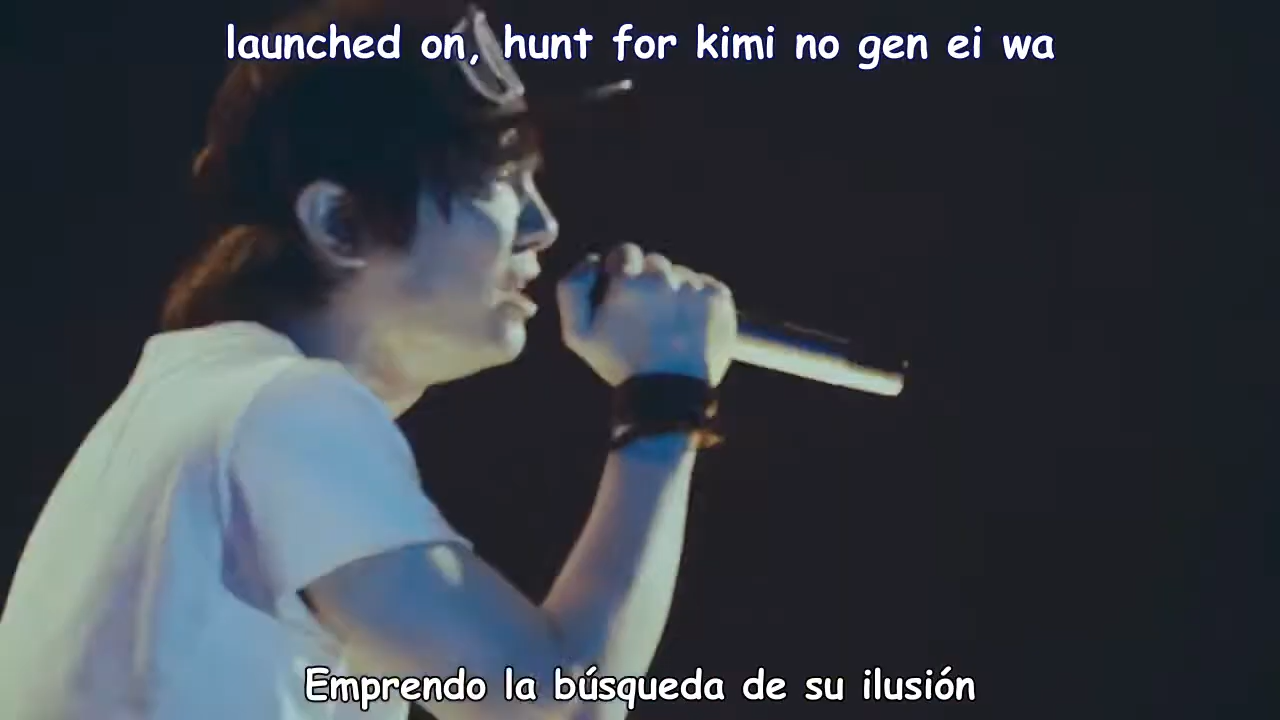 launched on, hunt for kimi no gen ei wa
Emprendo la búsqueda de su ilusión